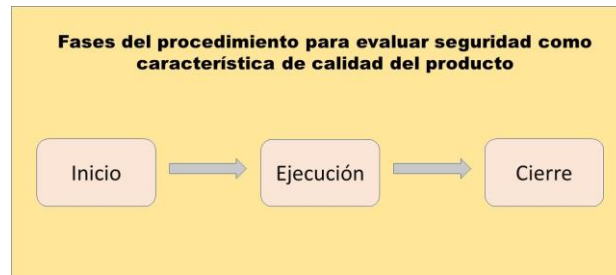 Fases del procedimiento para evaluar seguridad como
característica de calidad del producto
Inicio
Ejecución
Cierre